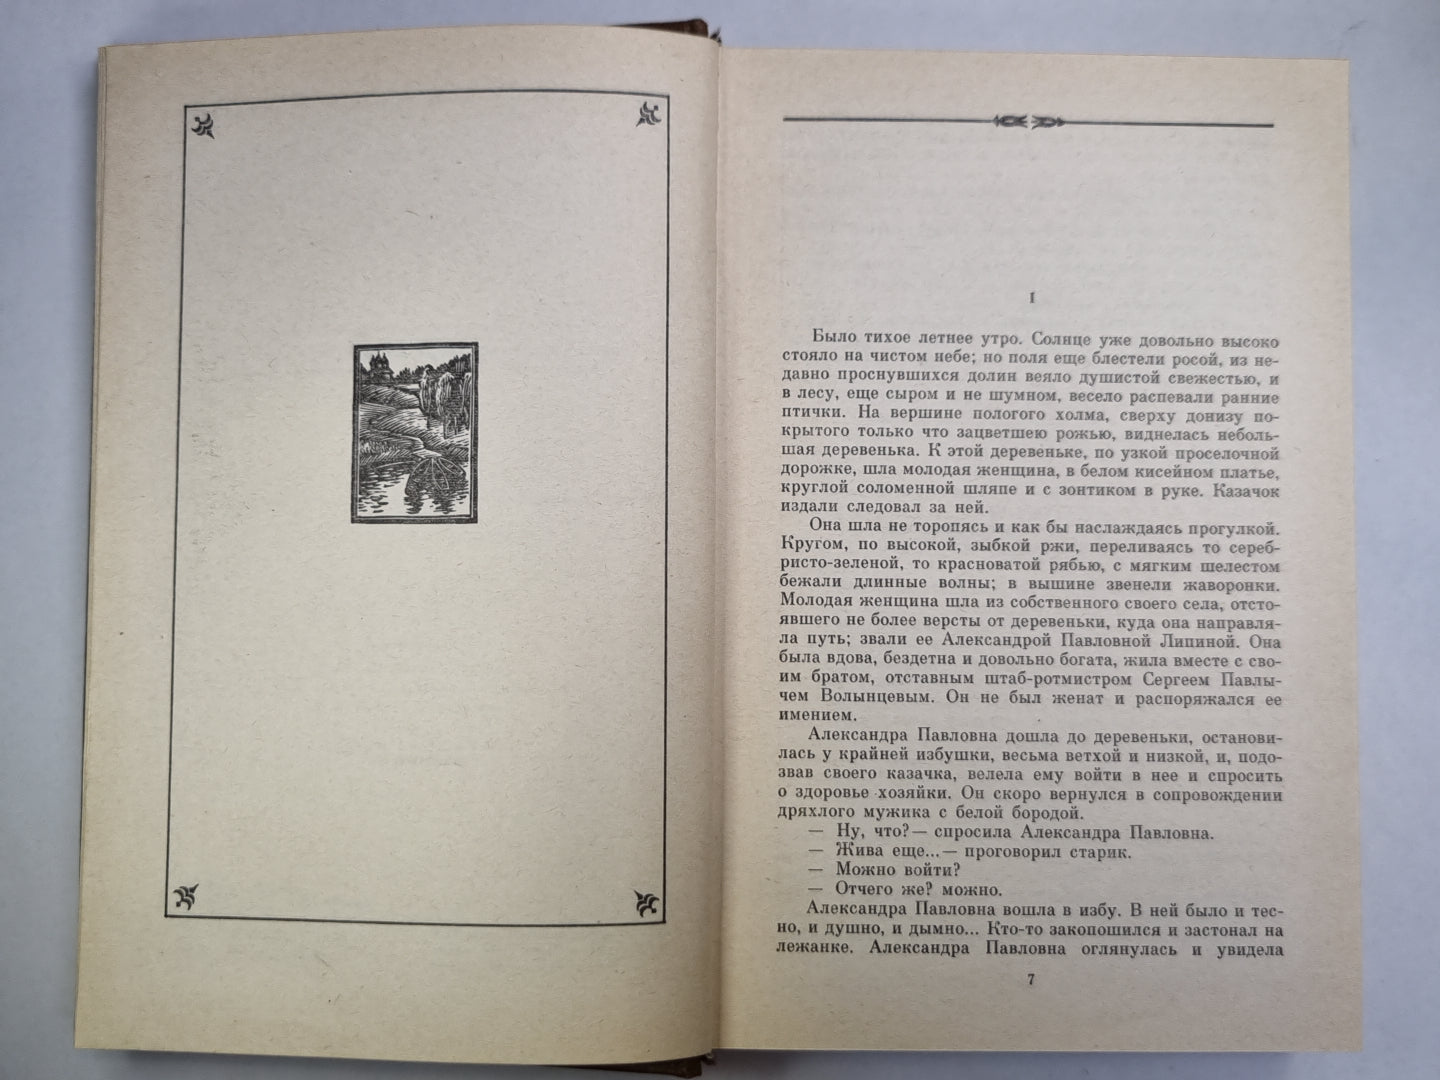 I
Было тихое летнее утро. Солнце уже довольно высоко
стояло на чистом небе; но поля еще блестели росой, из не-
давно проснувшихся долин веяло душистой свежестью, и
в лесу, еще сыром и не шумном, весело распевали ранние
птички. На вершине пологого холма, сверху донизу по-
крытого только что зацветшею рожью, виднелась неболь-
шая деревенька. К этой деревеньке, по узкой проселочной
дорожке, шла молодая женщина, в белом кисейном платье,
круглой соломенной шляпе и с зонтиком в руке. Казачок
издали следовал за ней.
Она шла не торопясь и как бы наслаждаясь прогулкой.
Кругом, по высокой, зыбкой ржи, переливаясь то сереб-
ристо-зеленой, то красноватой рябью, с мягким шелестом
бежали длинные волны; в вышине звенели жаворонки.
Молодая женщина шла из собственного своего села, отсто-
явшего не более версты от деревеньки, куда она направля-
ла путь; звали ее Александрой Павловной Липиной. Она
была вдова, бездетна и довольно богата, жила вместе с сво-
им братом, отставным штаб-ротмистром Сергеем Павлы-
чем Волынцевым. Он не был женат и распоряжался ее
имением.
Александра Павловна дошла до деревеньки, останови-
лась у крайней избушки, весьма ветхой и низкой, и, подо-
звав своего казачка, велела ему войти в нее и спросить
о здоровье хозяйки. Он скоро вернулся в сопровождении
дряхлого мужика с белой бородой.
— Ну, что? — спросила Александра Павловна.
— Жива еще... — проговорил старик.
— Можно войти?
— Отчего же? можно.
Александра Павловна вошла в избу. В ней было и тес-
но, и душно, и дымно... Кто-то закопошился и застонал на
лежанке. Александра Павловна оглянулась и увидела
7